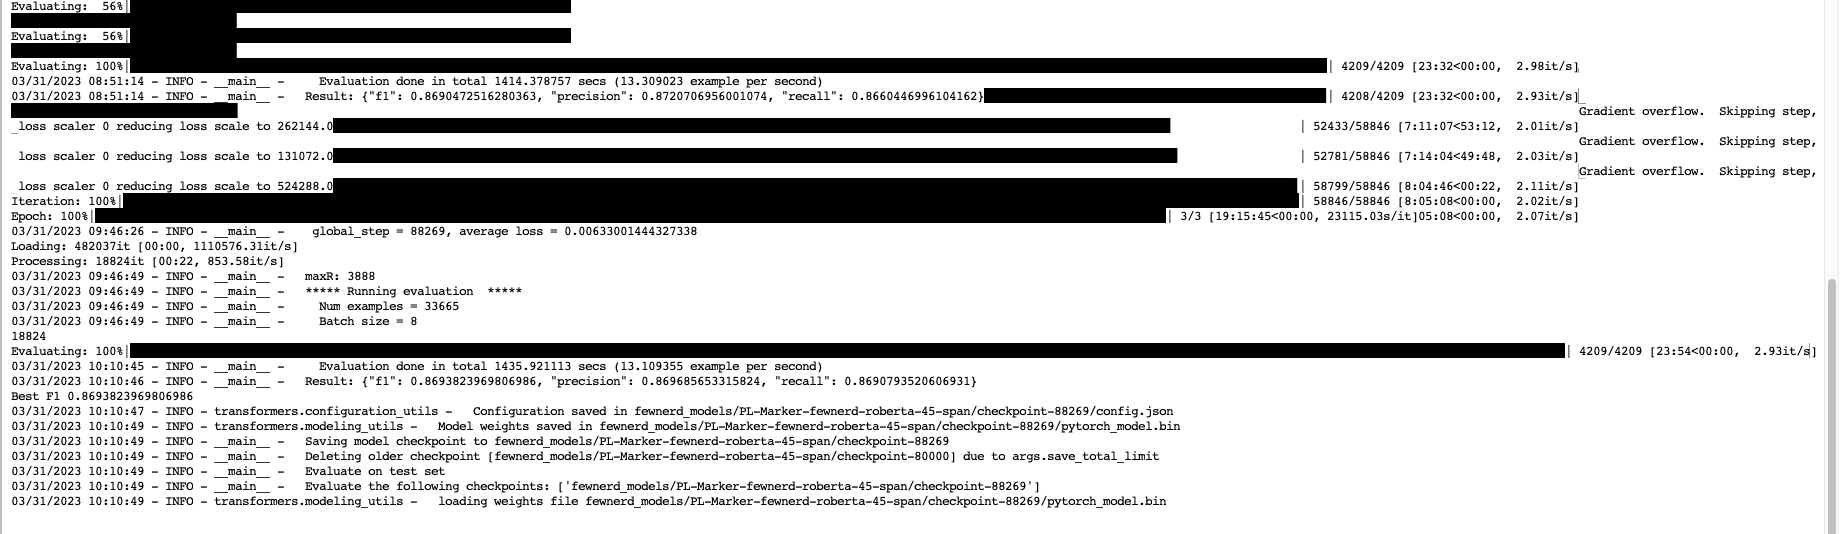 Evaluating:  56%|
Evaluating:  56%|
Evaluating: 100%| | 4209/4209 [23:32<00:00,  2.98it/s]
03/31/2023 08:51:14 - INFO - __main__ -     Evaluation done in total 1414.378757 secs (13.309023 example per second)
03/31/2023 08:51:14 - INFO - __main__ -   Result: {"f1": 0.8690472516280363, "precision": 0.8720706956001074, "recall": 0.8660446996104162} | 4208/4209 [23:32<00:00,  2.93it/s]
Gradient overflow.  Skipping step,
loss scaler 0 reducing loss scale to 262144.0 | 52433/58846 [7:11:07<53:12,  2.01it/s]
Gradient overflow.  Skipping step,
loss scaler 0 reducing loss scale to 131072.0 | 52781/58846 [7:14:04<49:48,  2.03it/s]
Gradient overflow.  Skipping step,
loss scaler 0 reducing loss scale to 524288.0 | 58799/58846 [8:04:46<00:22,  2.11it/s]
Iteration: 100%| | 58846/58846 [8:05:08<00:00,  2.02it/s]
Epoch: 100%| | 3/3 [19:15:45<00:00, 23115.03s/it]05:08<00:00,  2.07it/s]
03/31/2023 09:46:26 - INFO - __main__ -    global_step = 88269, average loss = 0.00633001444327338
Loading: 482037it [00:00, 1110576.31it/s]
Processing: 18824it [00:22, 853.58it/s]
03/31/2023 09:46:49 - INFO - __main__ -   maxR: 3888
03/31/2023 09:46:49 - INFO - __main__ -   ***** Running evaluation  *****
03/31/2023 09:46:49 - INFO - __main__ -     Num examples = 33665
03/31/2023 09:46:49 - INFO - __main__ -     Batch size = 8
18824
Evaluating: 100%| | 4209/4209 [23:54<00:00,  2.93it/s]
03/31/2023 10:10:45 - INFO - __main__ -     Evaluation done in total 1435.921113 secs (13.109355 example per second)
03/31/2023 10:10:46 - INFO - __main__ -   Result: {"f1": 0.8693823969806986, "precision": 0.869685653315824, "recall": 0.8690793520606931}
Best F1 0.8693823969806986
03/31/2023 10:10:47 - INFO - transformers.configuration_utils -   Configuration saved in fewnerd_models/PL-Marker-fewnerd-roberta-45-span/checkpoint-88269/config.json
03/31/2023 10:10:49 - INFO - transformers.modeling_utils -   Model weights saved in fewnerd_models/PL-Marker-fewnerd-roberta-45-span/checkpoint-88269/pytorch_model.bin
03/31/2023 10:10:49 - INFO - __main__ -   Saving model checkpoint to fewnerd_models/PL-Marker-fewnerd-roberta-45-span/checkpoint-88269
03/31/2023 10:10:49 - INFO - __main__ -   Deleting older checkpoint [fewnerd_models/PL-Marker-fewnerd-roberta-45-span/checkpoint-80000] due to args.save_total_limit
03/31/2023 10:10:49 - INFO - __main__ -   Evaluate on test set
03/31/2023 10:10:49 - INFO - __main__ -   Evaluate the following checkpoints: ['fewnerd_models/PL-Marker-fewnerd-roberta-45-span/checkpoint-88269']
03/31/2023 10:10:49 - INFO - transformers.modeling_utils -   loading weights file fewnerd_models/PL-Marker-fewnerd-roberta-45-span/checkpoint-88269/pytorch_model.bin